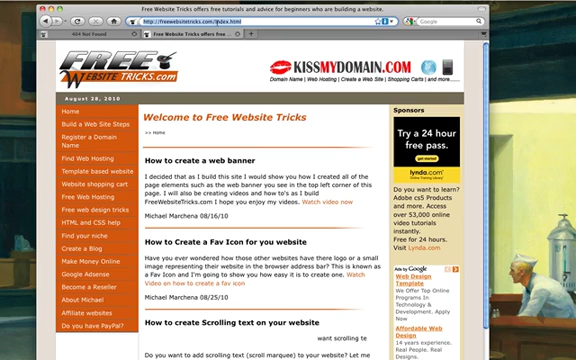 Free Website Tricks offers free tutorials and advice for beginners who are building a website.
http://freewebsitetricks.com/index.html
Google
404 Not Found
Free Website Tricks offers free ...
FREE
WEBSITE TRICKS.com
KISSMYDOMAIN.COM
Domain Name | Web Hosting | Create a Web Site | Shopping Carts | and more.....
August 28, 2010
Home
Build a Web Site Steps
Register a Domain
Name
Find Web Hosting
Template based website
Website shopping cart
Free Web Hosting
Free web design tricks
HTML and CSS help
Find your niche
Create a Blog
Make Money Online
Google Adsense
Become a Reseller
About Michael
Affiliate websites
Do you have PayPal?
Welcome to Free Website Tricks
>> Home
How to create a web banner
I decided that as I build this site I would show you how I created all of the
page elements such as the web banner you see in the top left corner of
this page. I will also be creating videos and how to's as I build
FreeWebsiteTricks.com I hope you enjoy my videos. Watch video now
Michael Marchena 08/16/10
How to Create a Fav Icon for you website
Have you ever wondered how those other websites have there logo or a small
image representing their website in the browser address bar? This is known as
a Fav Icon and I'm going to show you how easy it is to create one. Watch
Video on how to create a fav icon
Michael Marchena 08/25/10
How to create Scrolling text on your website
want scrolling te
Do you want to add scrolling text (scroll marquee) to your website? Let me
Sponsors
Try a 24 hour
free pass.
get started
lynda.com
Online Training Library
Do you want to learn?
Adobe cs5 Products
and more. Access
over 53,000 online
video tutorials
instantly.
Free for 24 hours.
Visit Lynda.com
Ads by Google
Web Design
Template
We Offer Top Online
Programs In
Technology &
Development. Apply
Now
Affordable Web
Design
14 years experience.
Real People. Real
Designs.